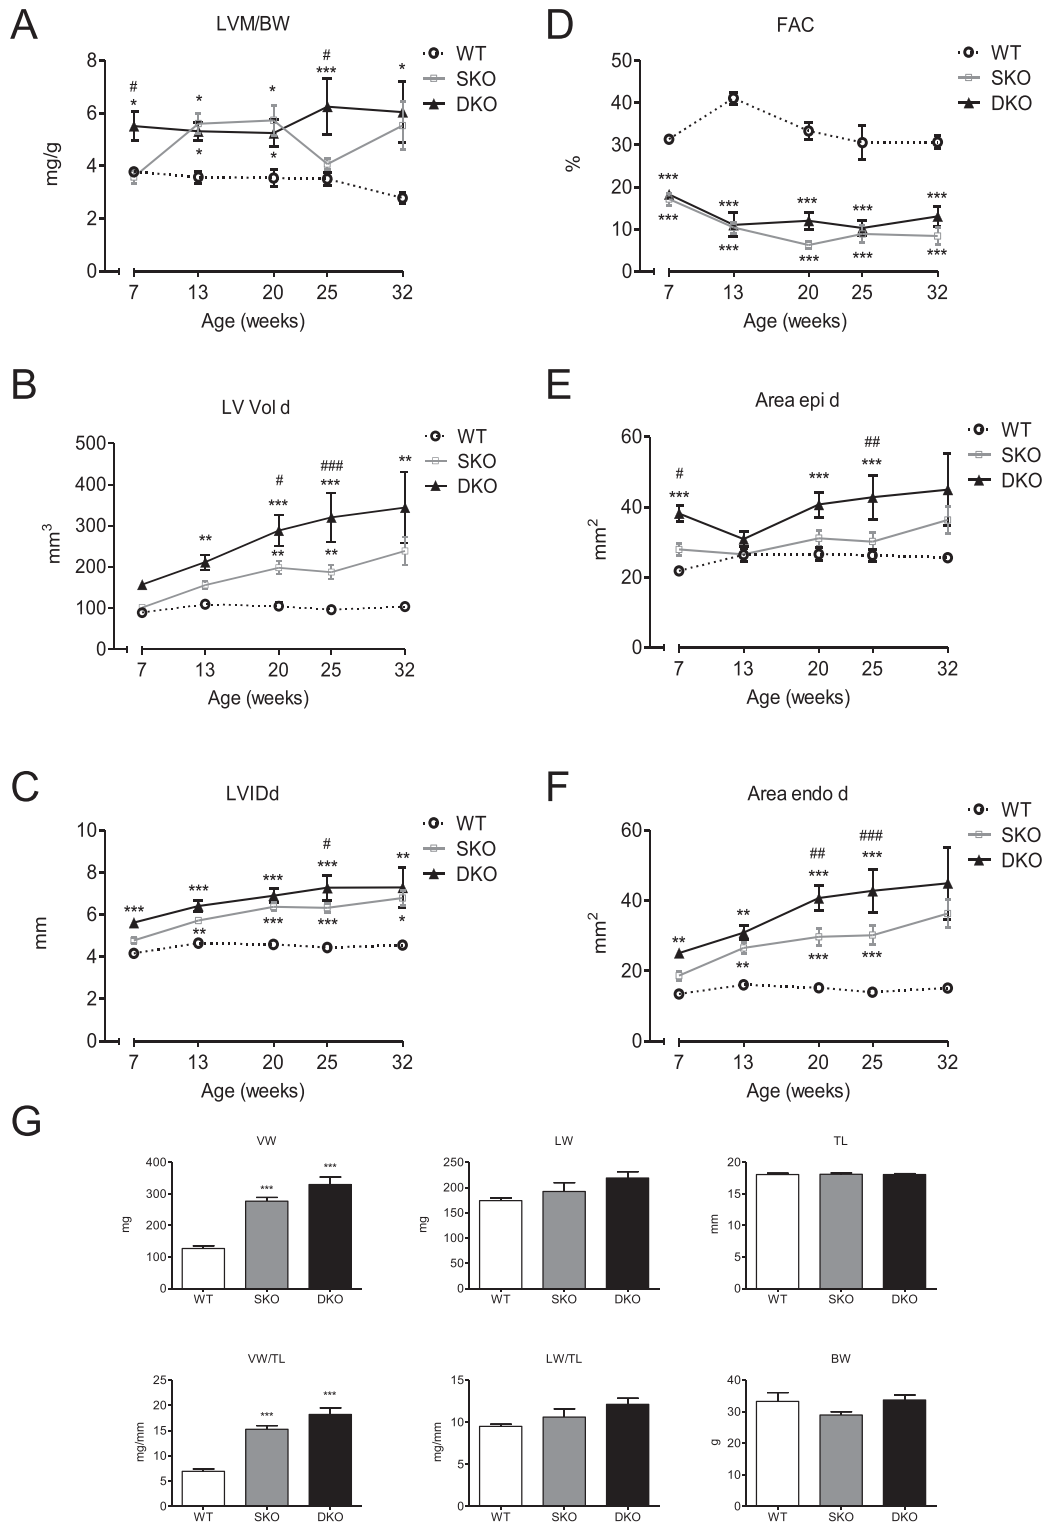 A
LVM/BW
WT
SKO
DKO
8
6
4
2
0
mg/g
#
*
*
*
*
*
#
***
*
7 13 20 25 32
Age (weeks)
D
FAC
WT
SKO
DKO
50
40
30
20
10
0
%
*** *** *** *** ***
*** *** *** *** ***
7 13 20 25 32
Age (weeks)
B
LV Vol d
WT
SKO
DKO
500
400
300
200
100
0
mm3
**
#
***
**
###
***
**
**
7 13 20 25 32
Age (weeks)
E
Area epi d
WT
SKO
DKO
60
40
20
0
mm2
#
***
***
##
***
7 13 20 25 32
Age (weeks)
C
LVIDd
WT
SKO
DKO
10
8
6
4
2
0
mm
***
***
**
***
***
#
***
***
**
*
7 13 20 25 32
Age (weeks)
F
Area endo d
WT
SKO
DKO
60
40
20
0
mm2
**
**
**
##
***
***
###
***
***
7 13 20 25 32
Age (weeks)
G
VW
400
300
200
100
0
mg
*** ***
WT SKO DKO
LW
250
200
150
100
50
0
mg
WT SKO DKO
TL
20
15
10
5
0
mm
WT SKO DKO
VW/TL
25
20
15
10
5
0
mg/mm
*** ***
WT SKO DKO
LW/TL
15
10
5
0
mg/mm
WT SKO DKO
BW
40
30
20
10
0
g
WT SKO DKO